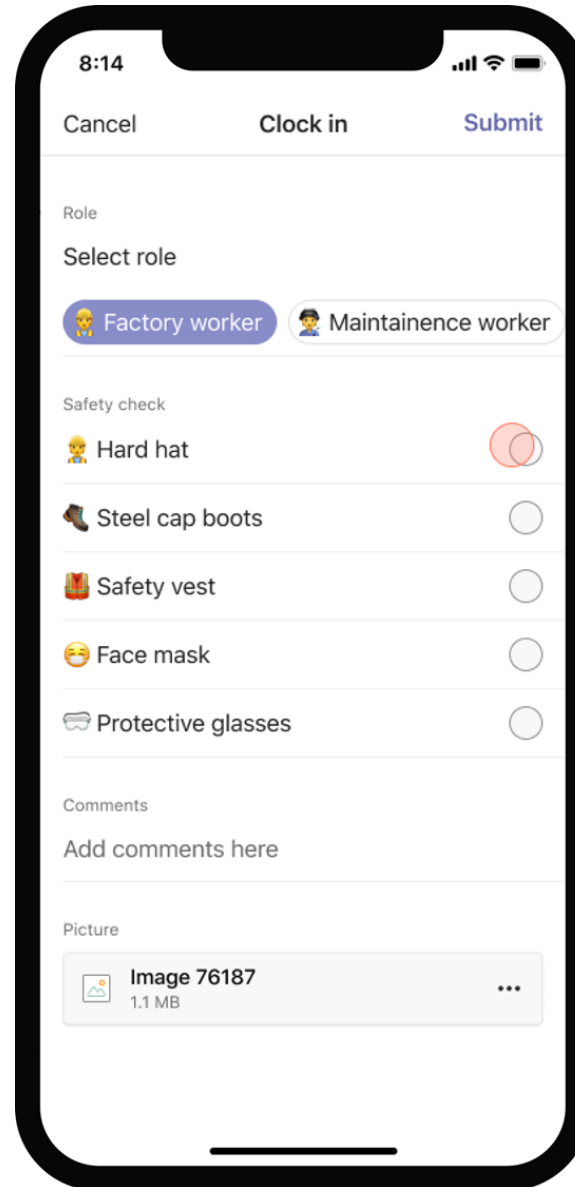 8:14
Cancel Clock in Submit
Role
Select role
Factory worker Maintainence worker
Safety check
Hard hat
Steel cap boots
Safety vest
Face mask
Protective glasses
Comments
Add comments here
Picture
Image 76187
1.1 MB